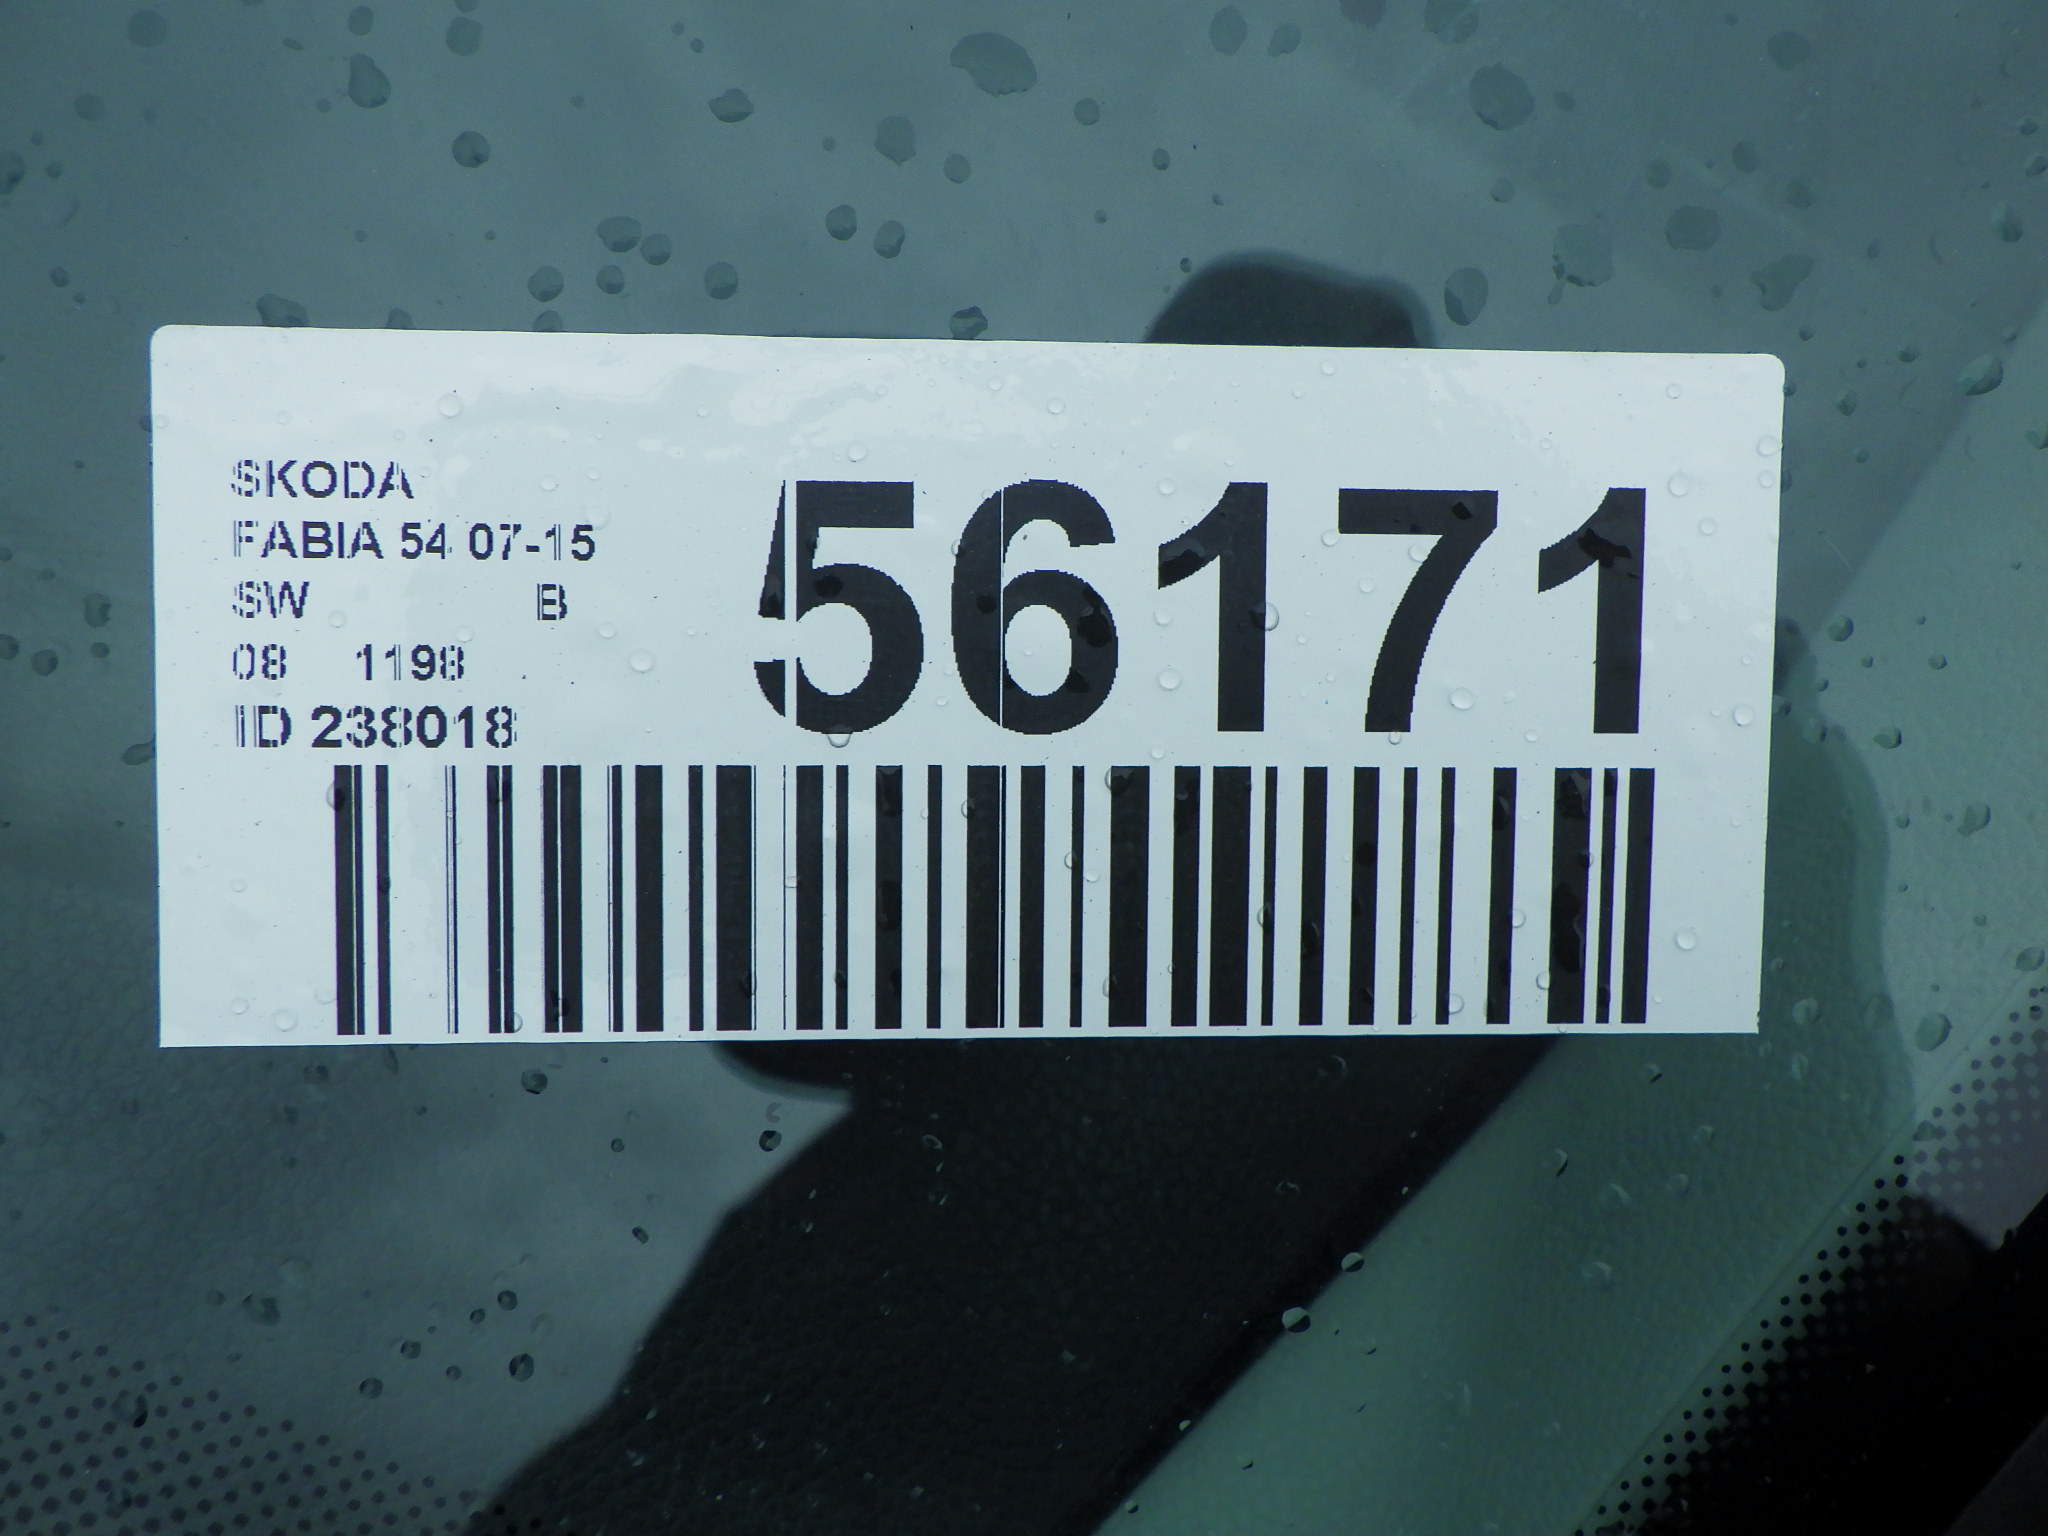 SKODA
FABIA 54 07-15
SW B
08 1198
ID 238018
56171